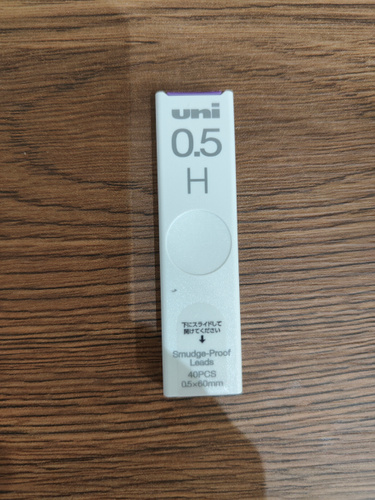 uni
0.5
H
下にスライドして
開けてください
Smudge-Proof
Leads
40PCS
0.5×60mm